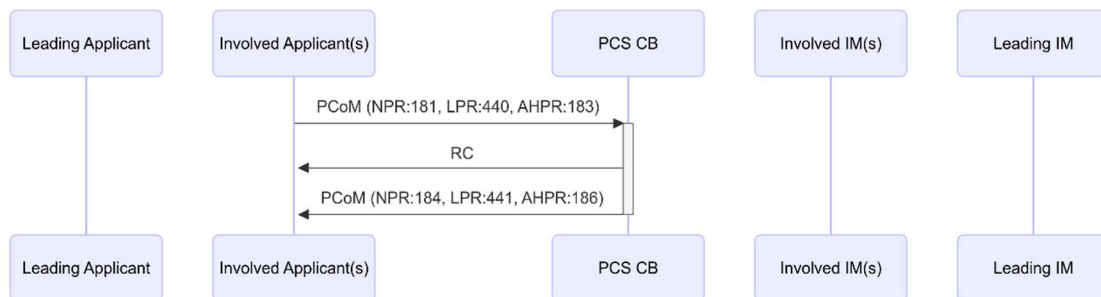 Leading Applicant
Involved Applicant(s)
PCS CB
Involved IM(s)
Leading IM
PCoM (NPR:181, LPR:440, AHPR:183)
RC
PCoM (NPR:184, LPR:441, AHPR:186)
Leading Applicant
Involved Applicant(s)
PCS CB
Involved IM(s)
Leading IM